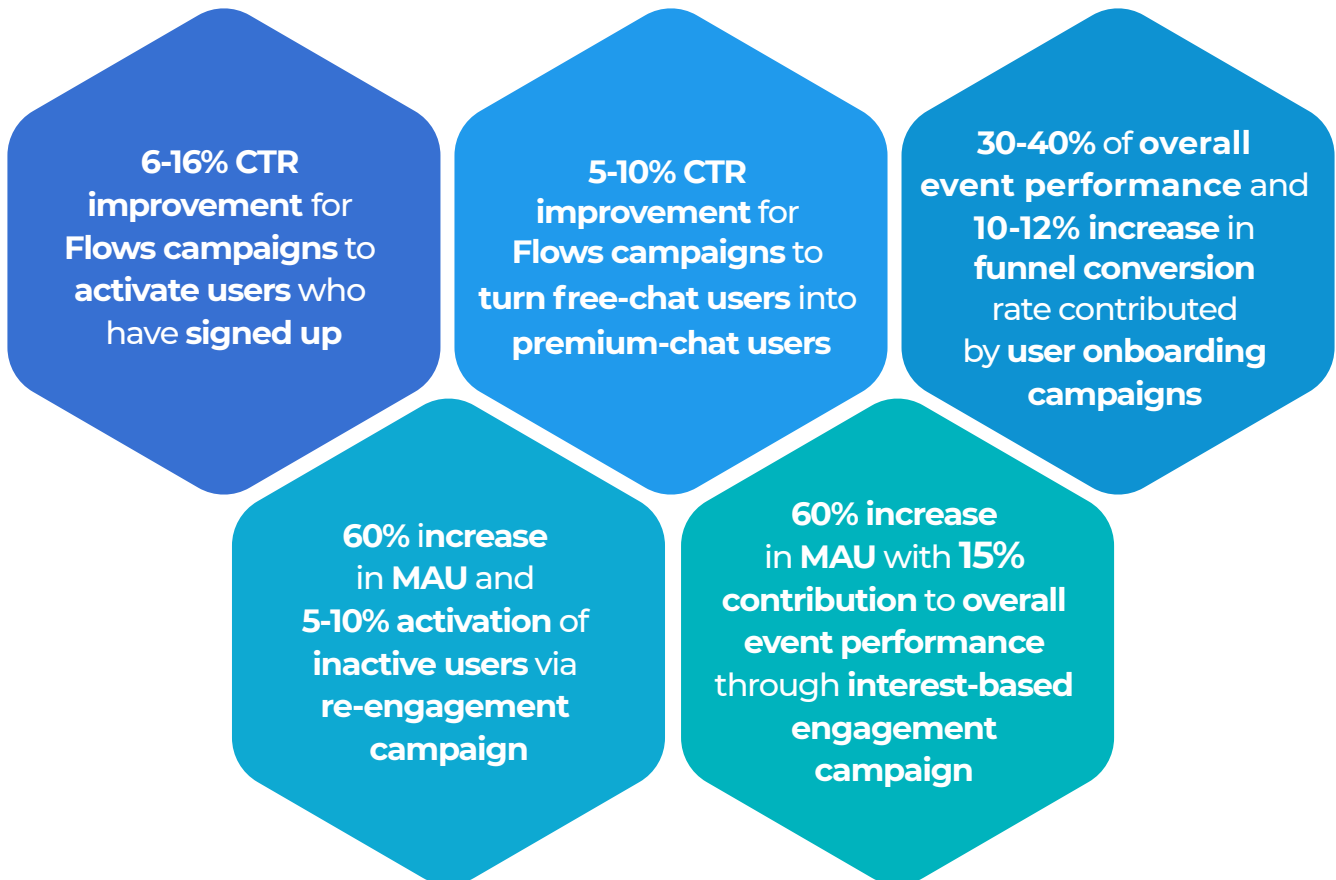 6-16% CTR
improvement for
Flows campaigns to
activate users who
have signed up
5-10% CTR
improvement for
Flows campaigns to
turn free-chat users into
premium-chat users
30-40% of overall
event performance and
10-12% increase in
funnel conversion
rate contributed
by user onboarding
campaigns
60% increase
in MAU and
5-10% activation of
inactive users via
re-engagement
campaign
60% increase
in MAU with 15%
contribution to overall
event performance
through interest-based
engagement
campaign